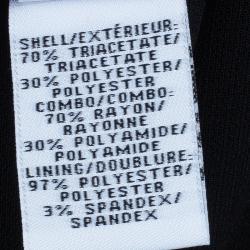 SHELL/EXTÉRIEUR:
70% TRIACETATE/
TRIACETATE
30% POLYESTER/
POLYESTER
COMBO/COMBO:
70% RAYON/
RAYONNE
30% POLYAMIDE/
POLYAMIDE
LINING/DOUBLURE:
97% POLYESTER/
POLYESTER
3% SPANDEX/
SPANDEX